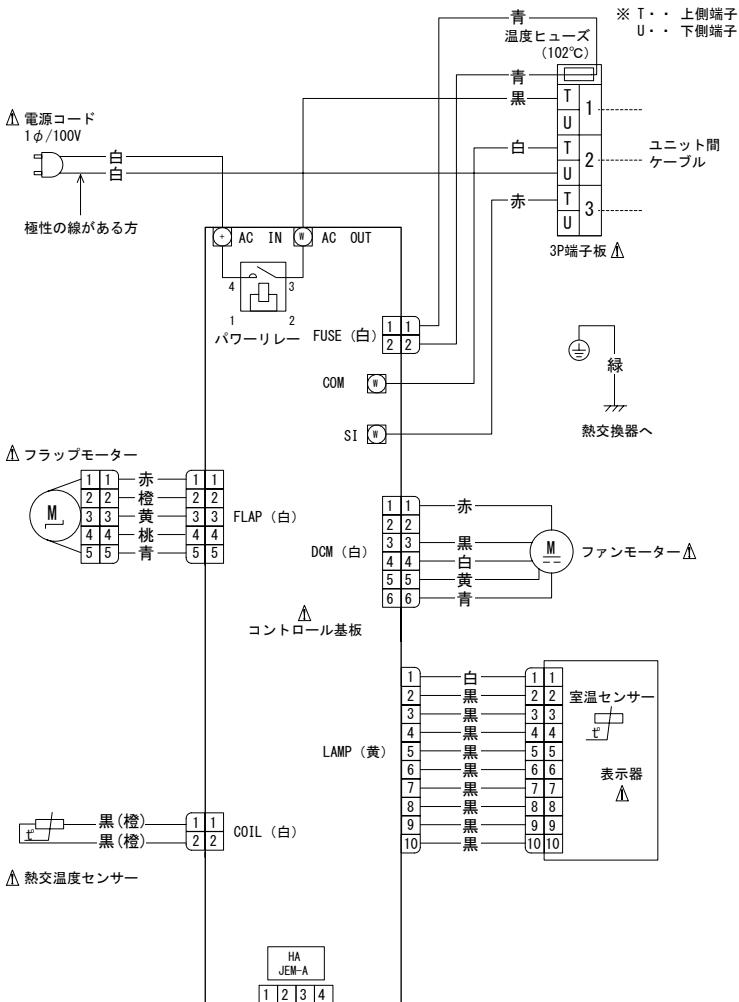 ※ T・・ 上側端子
U・・ 下側端子
青
温度ヒューズ
(102℃)
青
黒
T
1
U
白
T
2
U
赤
T
3
U
ユニット間
ケーブル
3P端子板
電源コード
1φ/100V
白
白
極性の線がある方
+ AC IN W AC OUT
4 3
1 2
パワーリレー
FUSE (白)
1 1
2 2
COM W
SI W
緑
熱交換器へ
フラップモーター
M
1 1 赤 1 1
2 2 橙 2 2
3 3 黄 3 3
4 4 桃 4 4
5 5 青 5 5
FLAP (白)
DCM (白)
1 1 赤
2 2
3 3 黒
4 4 白
5 5 黄
6 6 青
M
ファンモーター
コントロール基板
LAMP (黄)
1 白 1 1
2 黒 2 2
3 黒 3 3
4 黒 4 4
5 黒 5 5
6 黒 6 6
7 黒 7 7
8 黒 8 8
9 黒 9 9
10 黒 10 10
室温センサー
t°
表示器
t°
黒(橙) 1 1
黒(橙) 2 2
COIL (白)
熱交温度センサー
HA
JEM-A
1 2 3 4